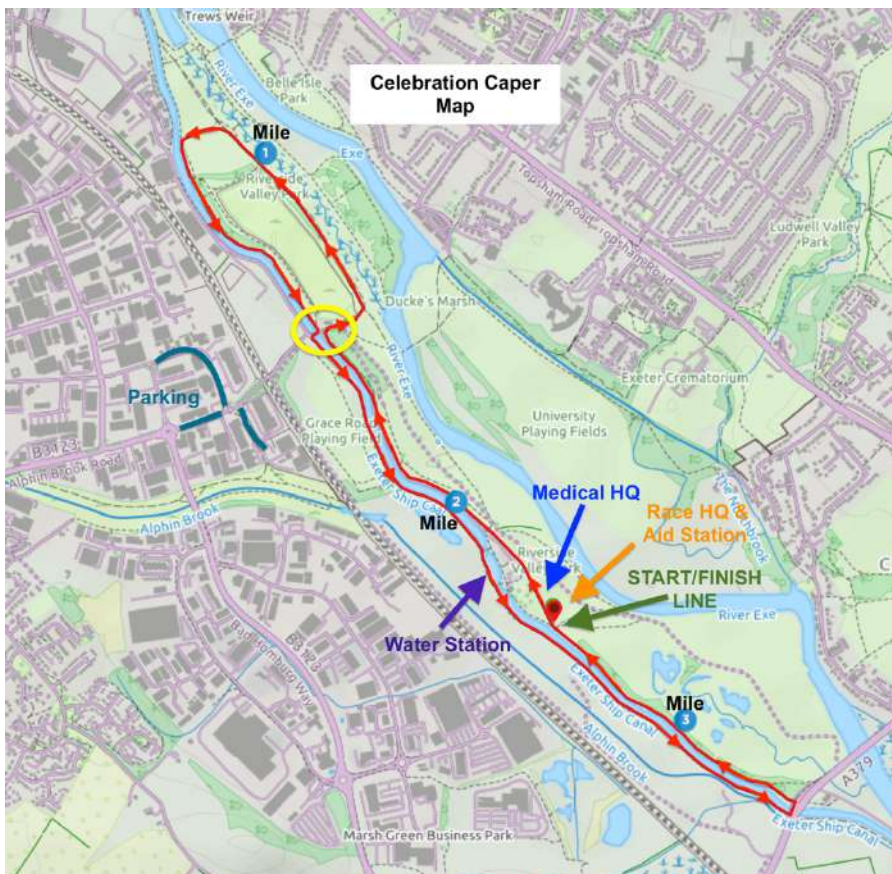 Trews Weir
River Exe
Belle Isle
Park
Celebration Caper
Map
Mile
1
Exe
Riverside
Valley Park
Topsham Road
Topsham Road
Ludwell Valley
Park
Ducke's Marsh
River Exe
Parking
Exeter Crematorium
B3123
Alphin Brook Road
Grace Road
Playing Field
University
Playing Fields
The Northbrook
Exeter Ship Canal
2
Mile
Alphin Brook
Medical HQ
Race HQ &
Aid Station
Riverside
Valley Park
START/FINISH
LINE
River Exe
Water Station
B3123
Exeter Ship Canal
Mile
3
Alphin Brook
A379
Exeter Ship Canal
Marsh Green Business Park